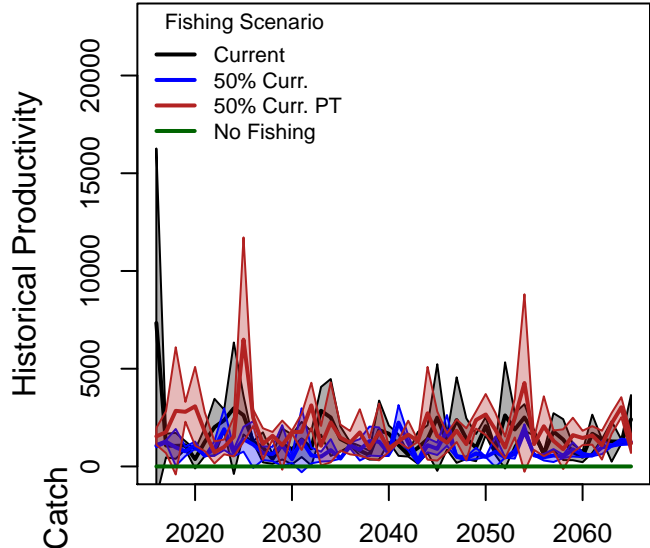 Fishing Scenario
Current
50% Curr.
50% Curr. PT
No Fishing
Historical Productivity
Catch
20000
15000
10000
5000
0
2020 2030 2040 2050 2060